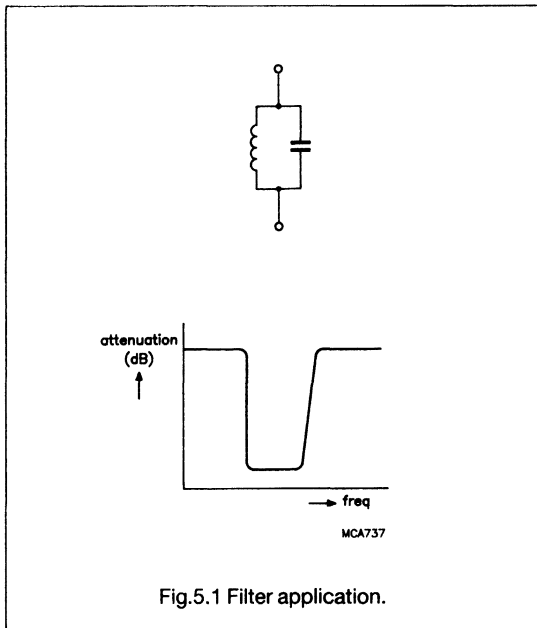 attenuation
(dB)
freq
MCA737
Fig.5.1 Filter application.